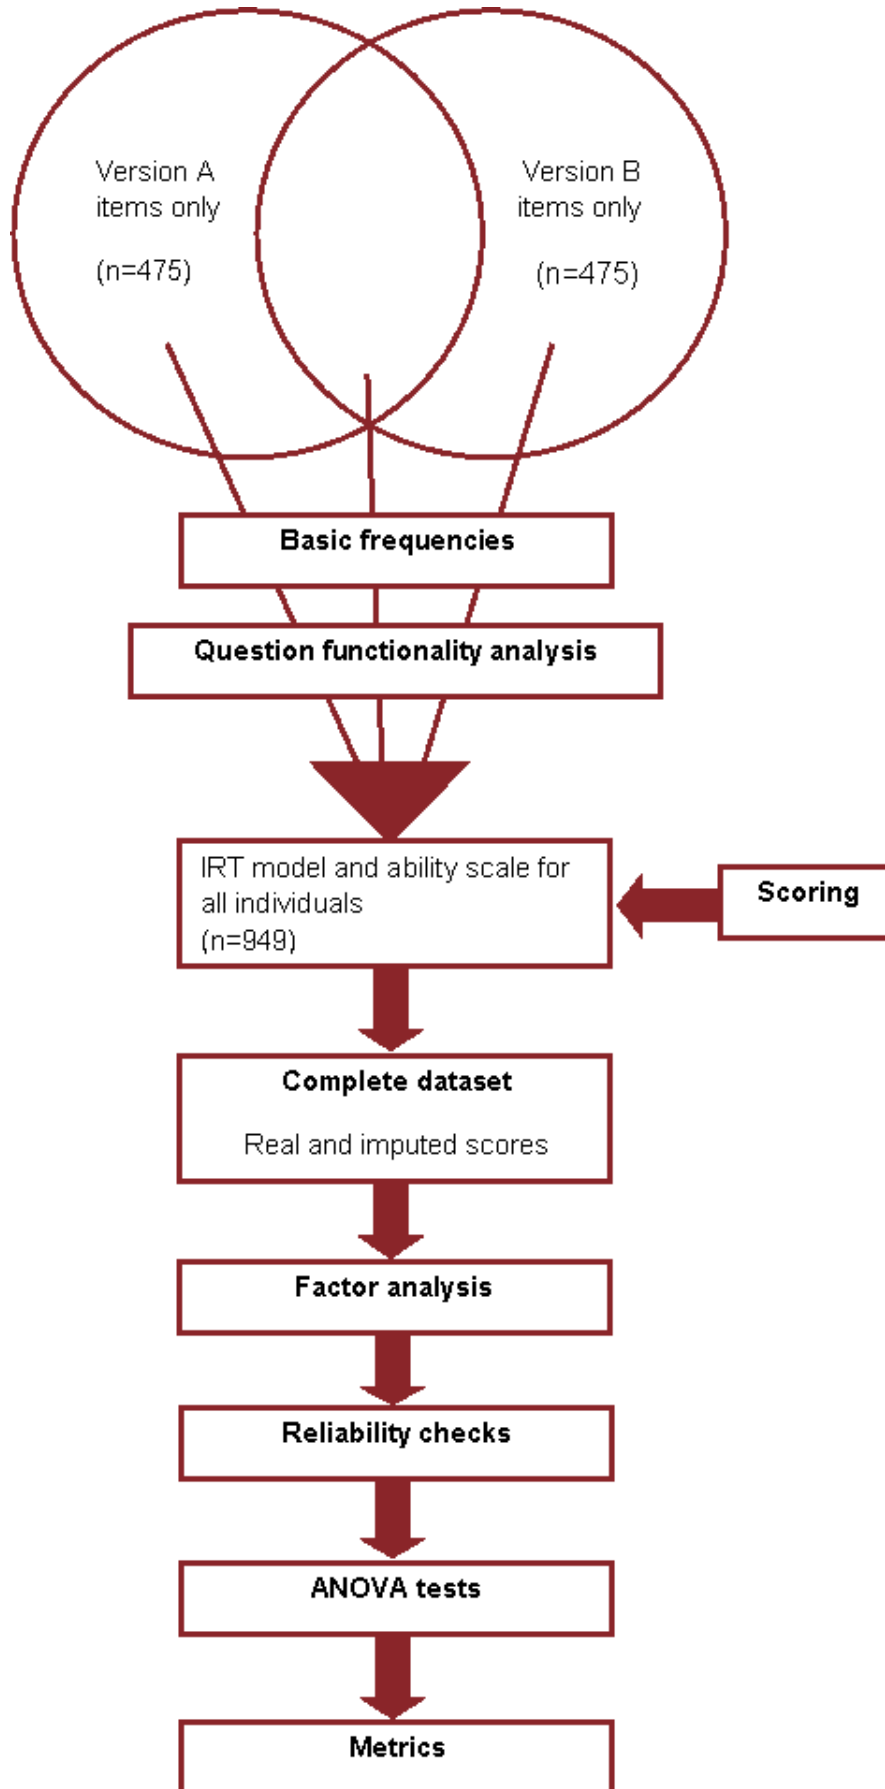 Version A
items only
(n=475)
Version B
items only
(n=475)
Basic frequencies
Question functionality analysis
IRT model and ability scale for
all individuals
(n=949)
Scoring
Complete dataset
Real and imputed scores
Factor analysis
Reliability checks
ANOVA tests
Metrics